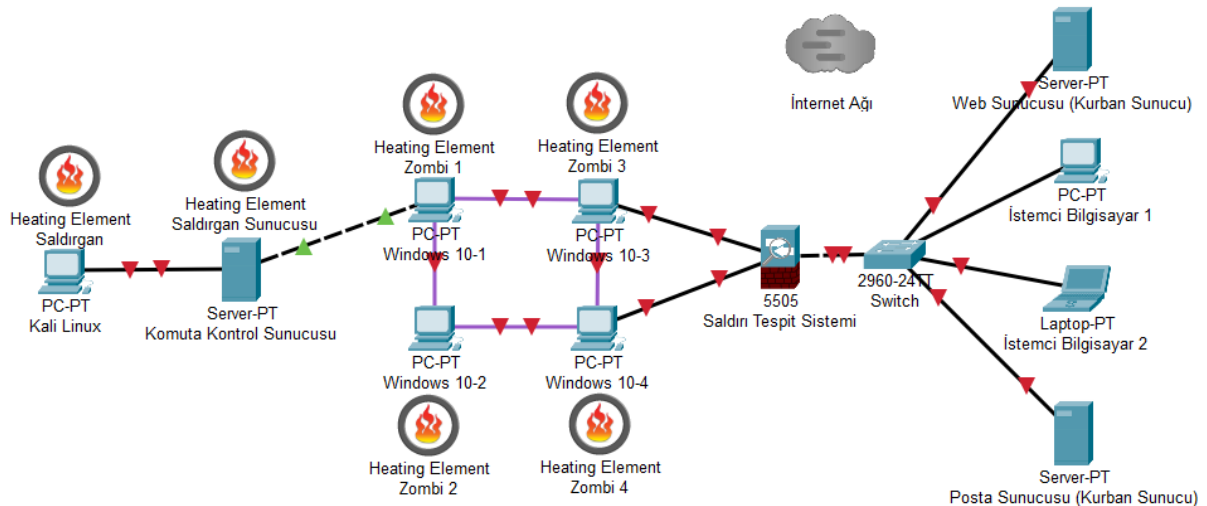 Heating Element
Saldırgan
PC-PT
Kali Linux
Heating Element
Saldırgan Sunucusu
Server-PT
Komuta Kontrol Sunucusu
Heating Element
Zombi 1
PC-PT
Windows 10-1
Heating Element
Zombi 3
PC-PT
Windows 10-3
PC-PT
Windows 10-2
Heating Element
Zombi 2
PC-PT
Windows 10-4
Heating Element
Zombi 4
5505
Saldırı Tespit Sistemi
İnternet Ağı
2960-24TT
Switch
Server-PT
Web Sunucusu (Kurban Sunucu)
PC-PT
İstemci Bilgisayar 1
Laptop-PT
İstemci Bilgisayar 2
Server-PT
Posta Sunucusu (Kurban Sunucu)